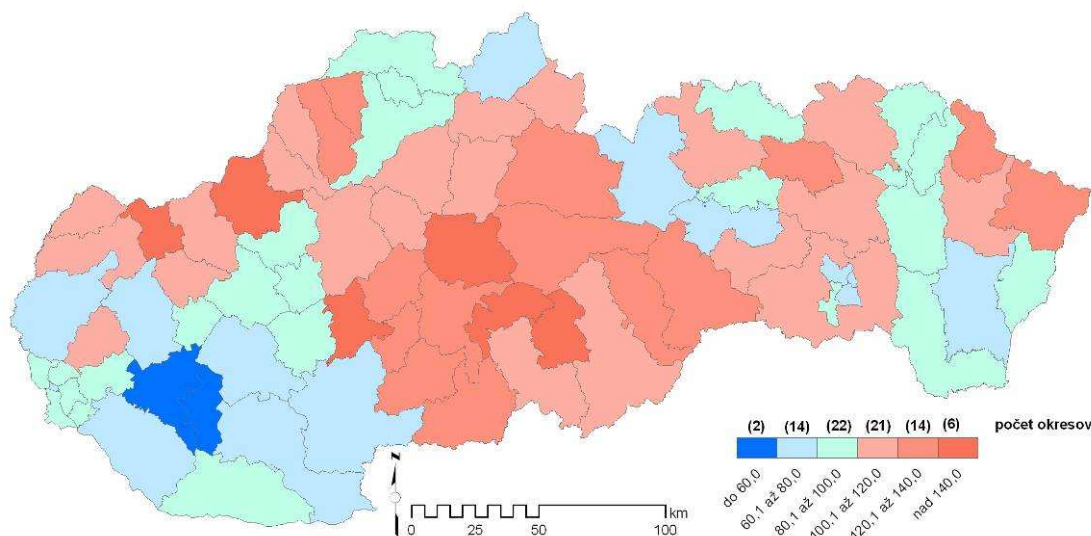 (2) (14) (22) (21) (14) (6) počet okresov
do 60.0
60.1 až 80.0
80.1 až 100.0
100.1 až 120.0
120.1 až 140.0
nad 140.0
N
km
0 25 50 100